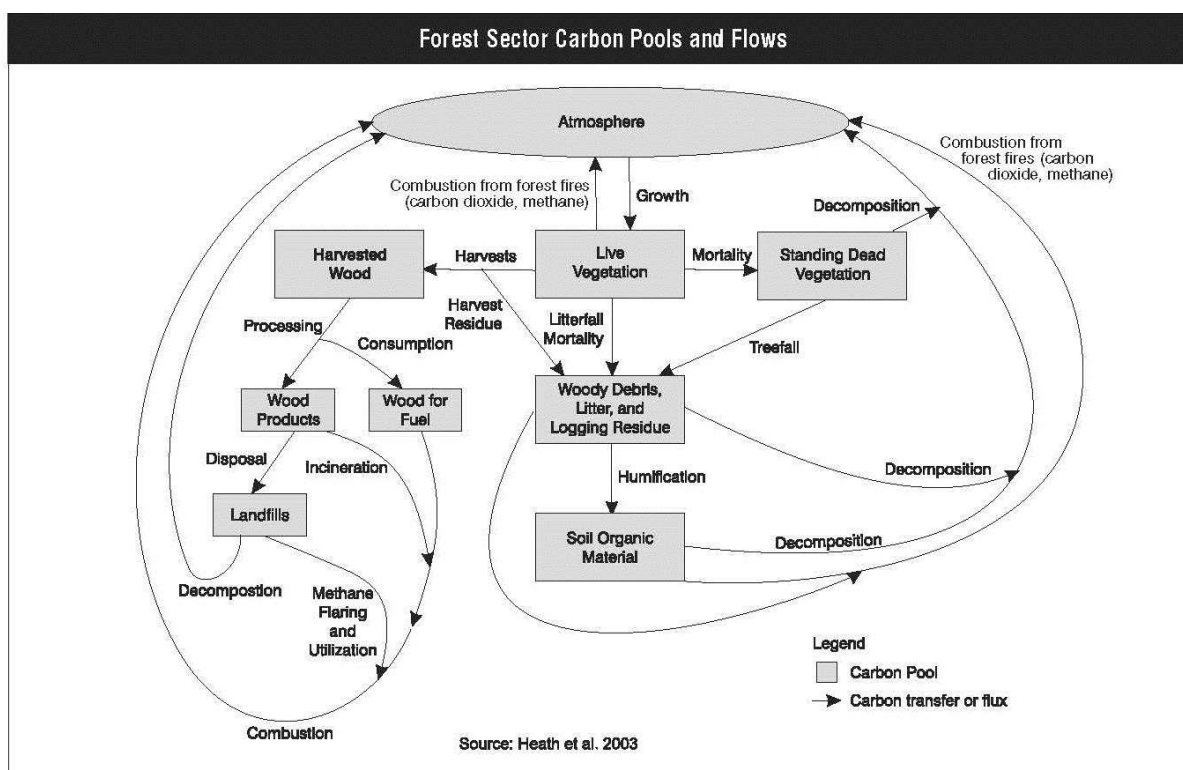 Forest Sector Carbon Pools and Flows
Atmosphere
Combustion from
forest fires (carbon
dioxide, methane)
Combustion from forest fires
(carbon dioxide, methane)
Growth
Decomposition
Harvested
Wood
Harvests
Live
Vegetation
Mortality
Standing Dead
Vegetation
Harvest
Residue
Litterfall
Mortality
Processing
Consumption
Treefall
Wood
Products
Wood for
Fuel
Woody Debris,
Litter, and
Logging Residue
Disposal
Incineration
Humification
Decomposition
Landfills
Soil Organic
Material
Decomposition
Decompostion
Methane
Flaring
and
Utilization
Legend
Carbon Pool
Carbon transfer or flux
Combustion
Source: Heath et al. 2003